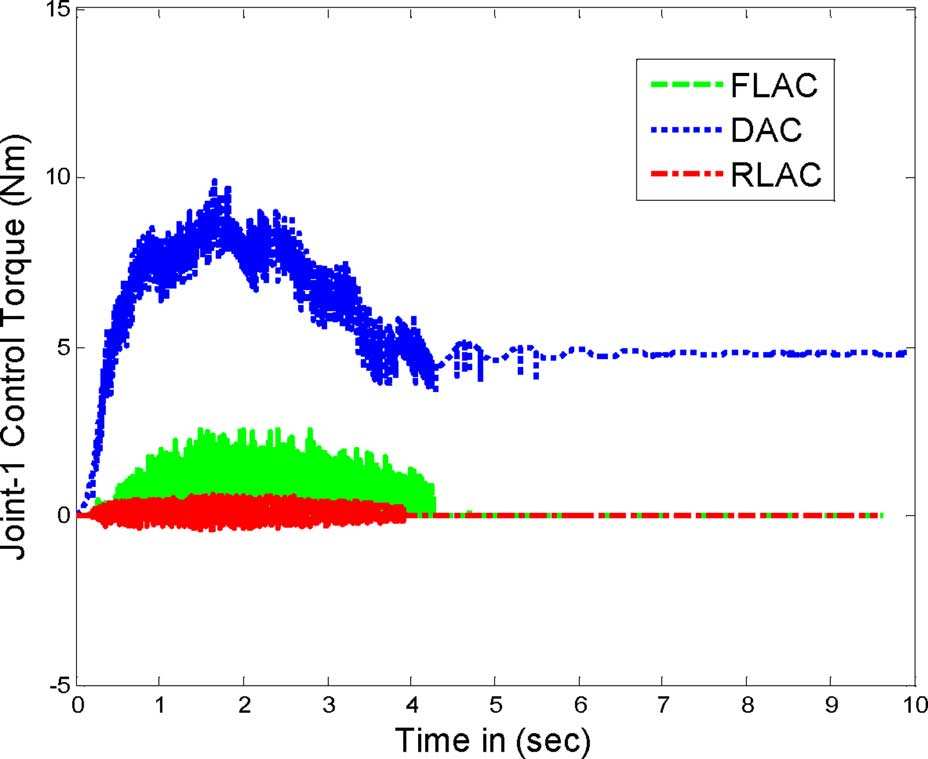 15
10
5
0
-5
Joint-1 Control Torque (Nm)
FLAC
DAC
RLAC
0 1 2 3 4 5 6 7 8 9 10
Time in (sec)